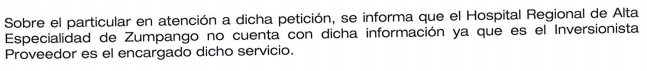 Sobre el particular en atención a dicha petición, se informa que el Hospital Regional de Alta
Especialidad de Zumpango no cuenta con dicha información ya que es el Inversionista
Proveedor es el encargado dicho servicio.